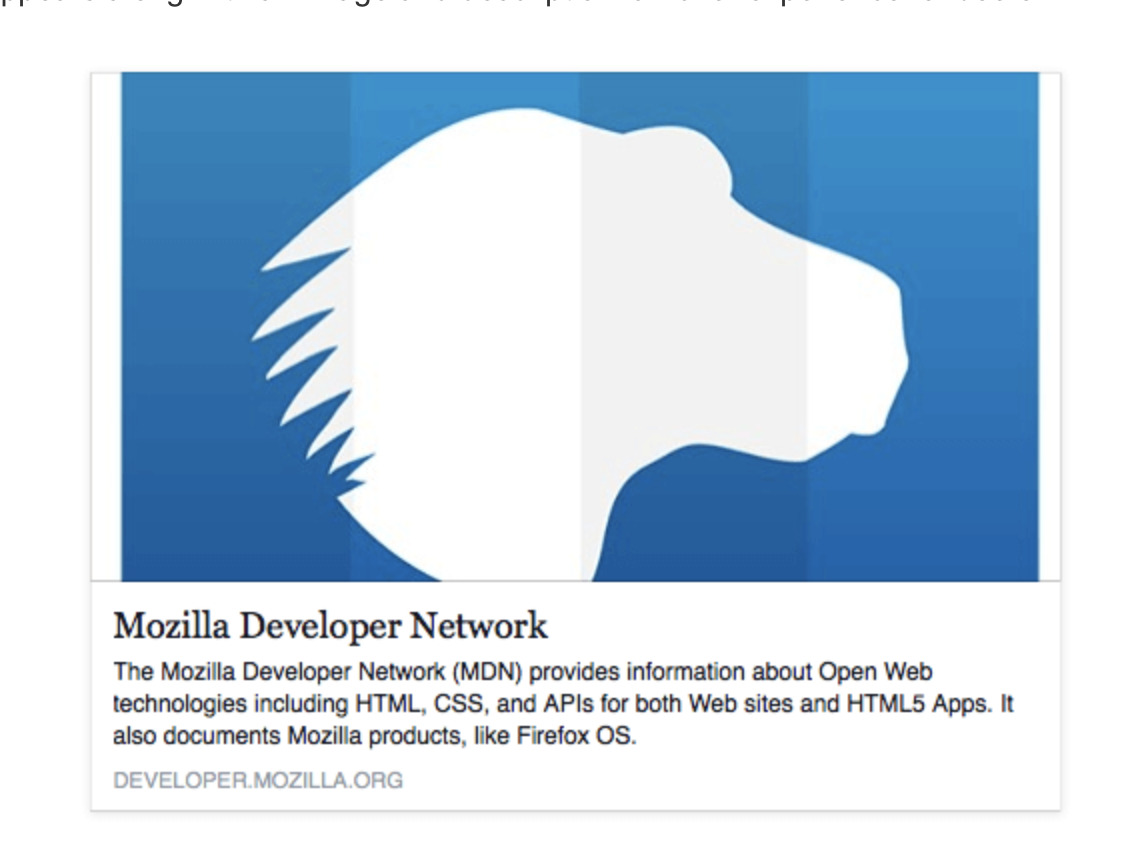 Mozilla Developer Network
The Mozilla Developer Network (MDN) provides information about Open Web
technologies including HTML, CSS, and APIs for both Web sites and HTML5 Apps. It
also documents Mozilla products, like Firefox OS.
DEVELOPER.MOZILLA.ORG